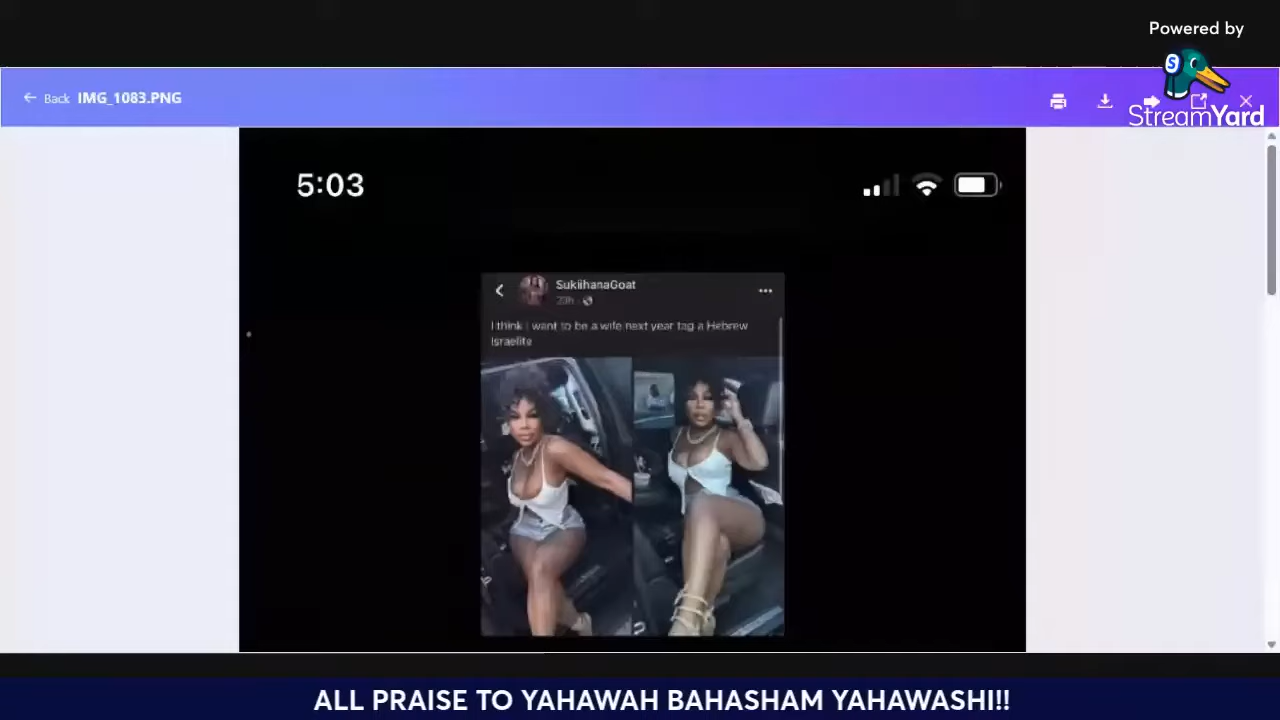 Powered by
StreamYard
Back IMG_1083.PNG
5:03
SukiihanaGoat
20h
I think i want to be a wife next year tag a Hebrew
Israelite
ALL PRAISE TO YAHAWAH BAHASHAM YAHAWASHI!!